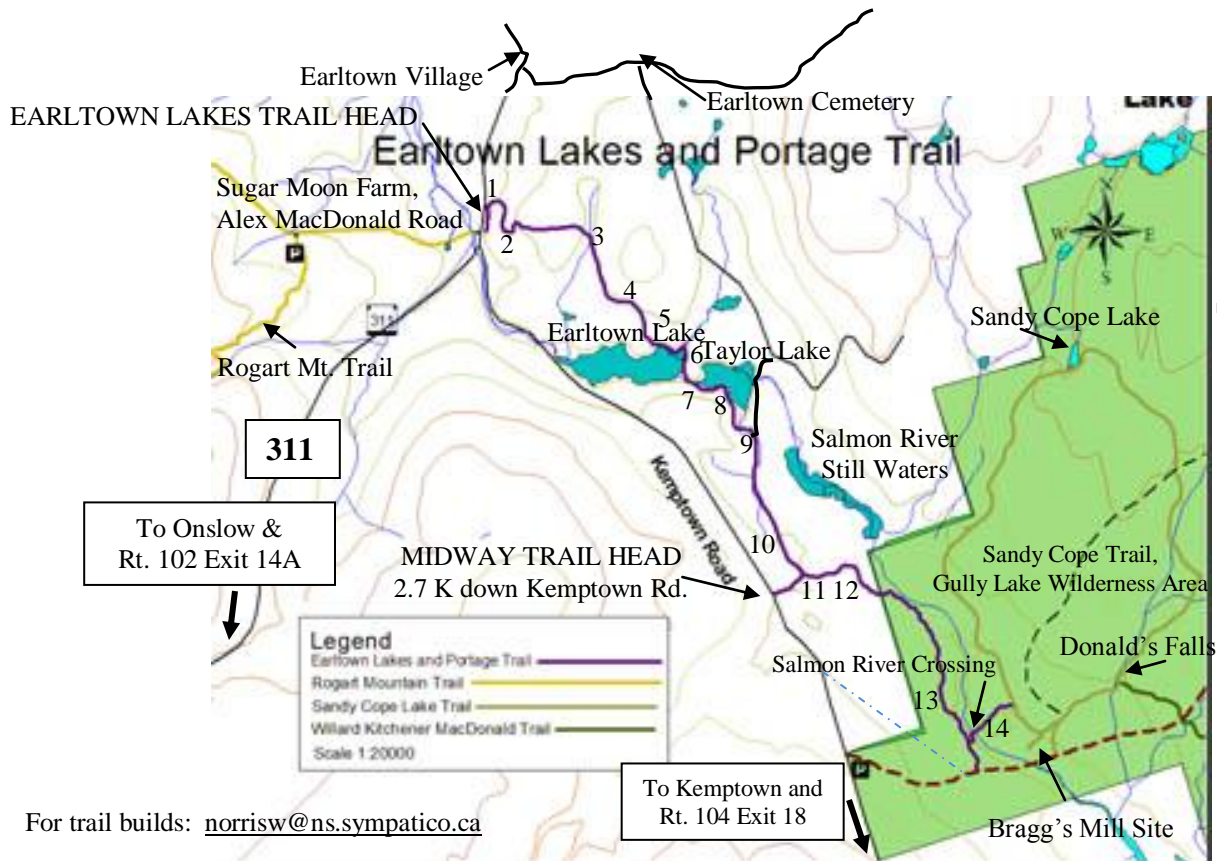 Earltown Village
EARLTOWN LAKES TRAIL HEAD
Earltown Cemetery
Lake
Earltown Lakes and Portage Trail
Sugar Moon Farm,
Alex MacDonald Road
1
2
3
4
5
6
7
8
9
10
11
12
13
14
N
W
E
S
P
311
Rogart Mt. Trail
Earltown Lake
Taylor Lake
Sandy Cope Lake
311
Salmon River
Still Waters
To Onslow &
Rt. 102 Exit 14A
Kemptown Road
MIDWAY TRAIL HEAD
2.7 K down Kemptown Rd.
Sandy Cope Trail,
Gully Lake Wilderness Area
Donald's Falls
Salmon River Crossing
Legend
Earltown Lakes and Portage Trail
Rogart Mountain Trail
Sandy Cope Lake Trail
Willard Kitchener MacDonald Trail
Scale 1:20000
P
To Kemptown and
Rt. 104 Exit 18
Bragg's Mill Site
For trail builds: norrisw@ns.sympatico.ca